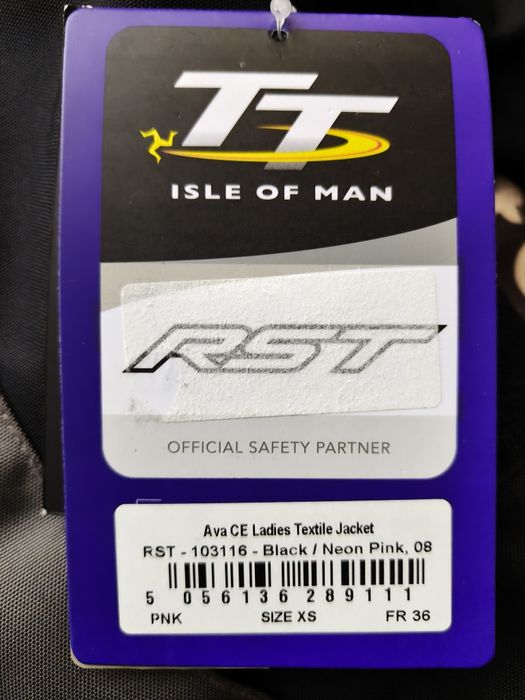 TT
ISLE OF MAN
RST
OFFICIAL SAFETY PARTNER
Ava CE Ladies Textile Jacket
RST - 103116 - Black / Neon Pink, 08
5 056136 289111
PNK SIZE XS FR 36